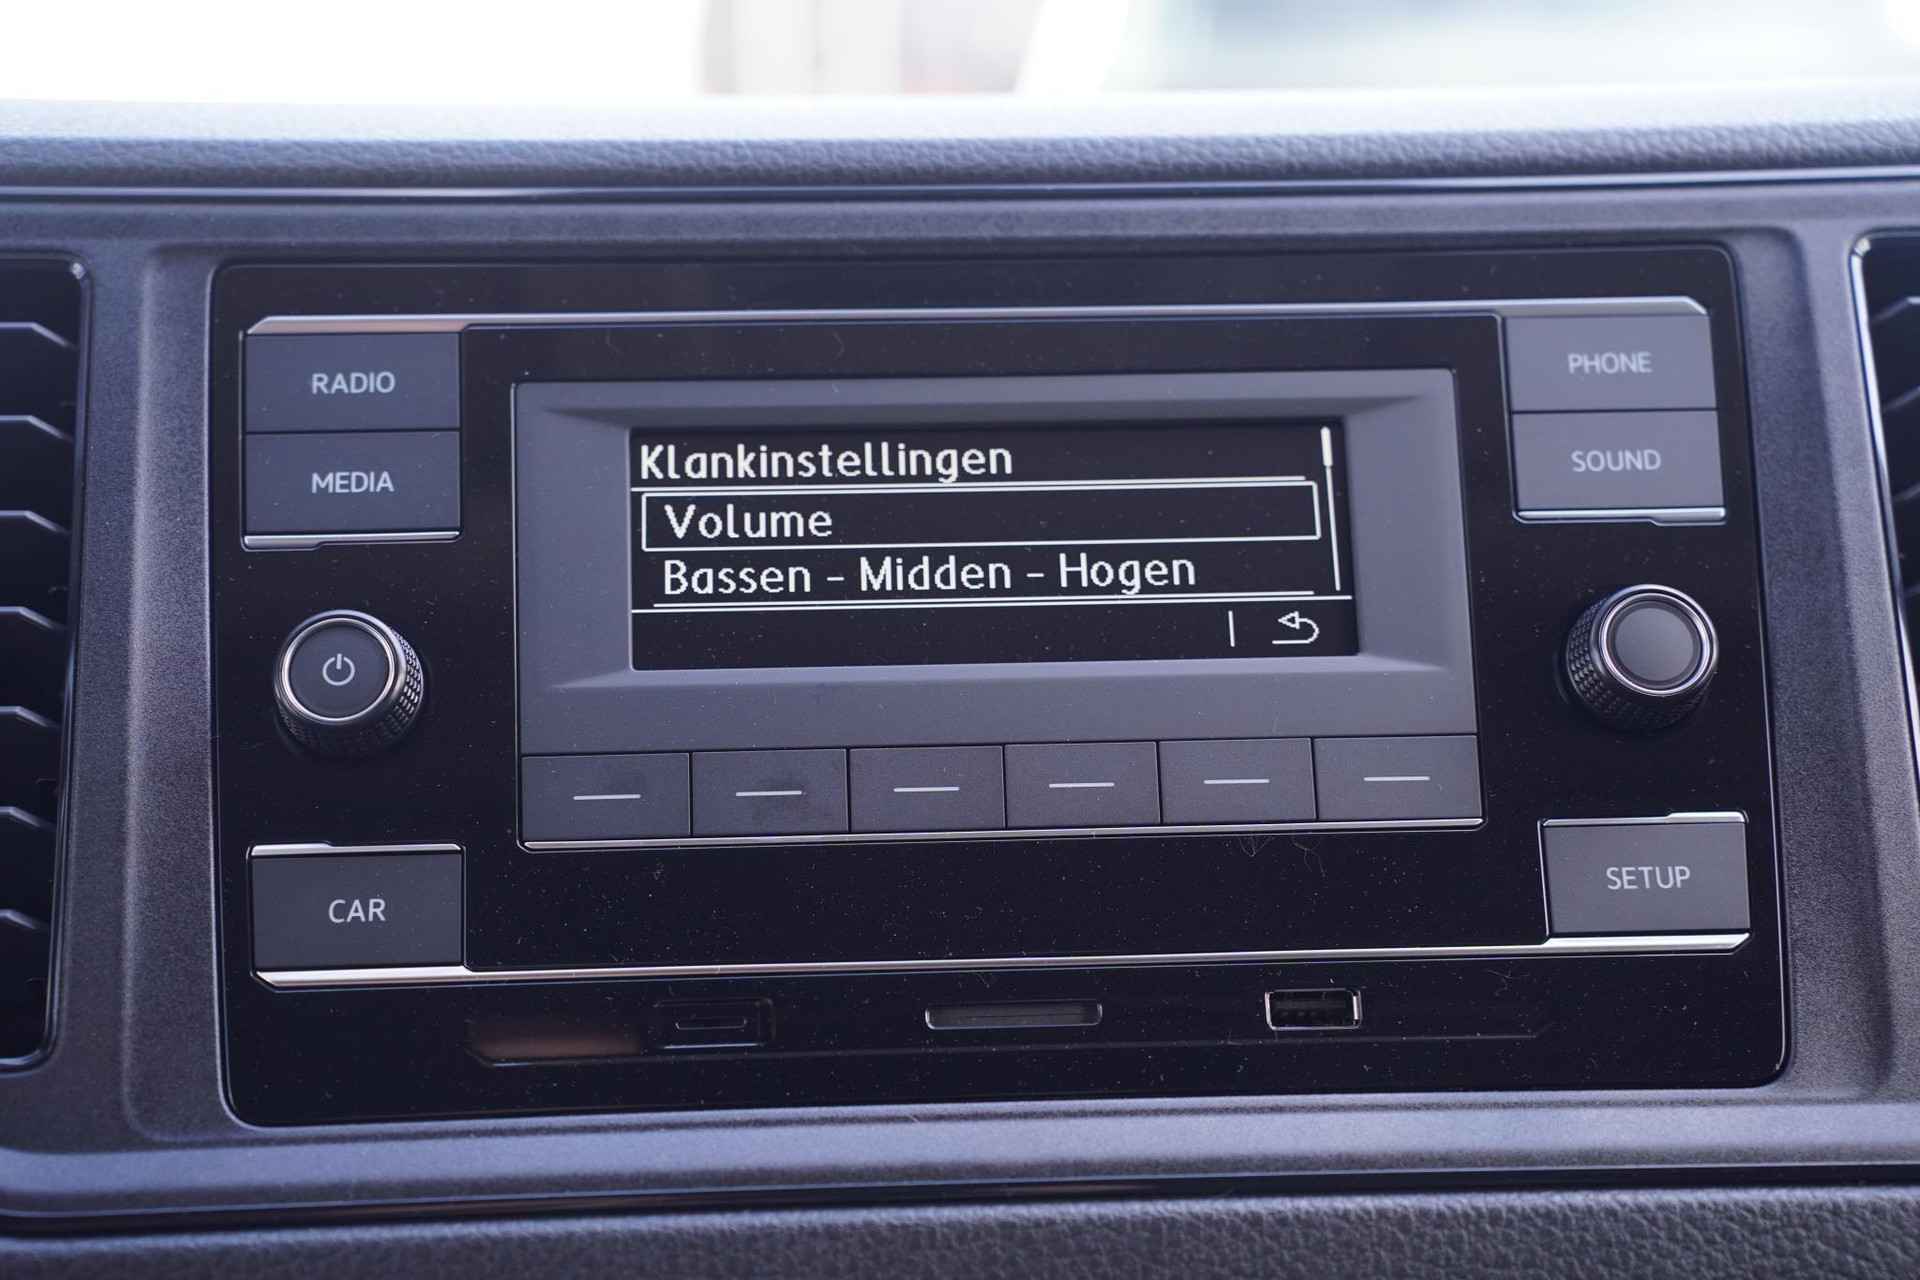 RADIO
MEDIA
Klankinstellingen
Volume
Bassen - Midden - Hogen
PHONE
SOUND
CAR
SETUP